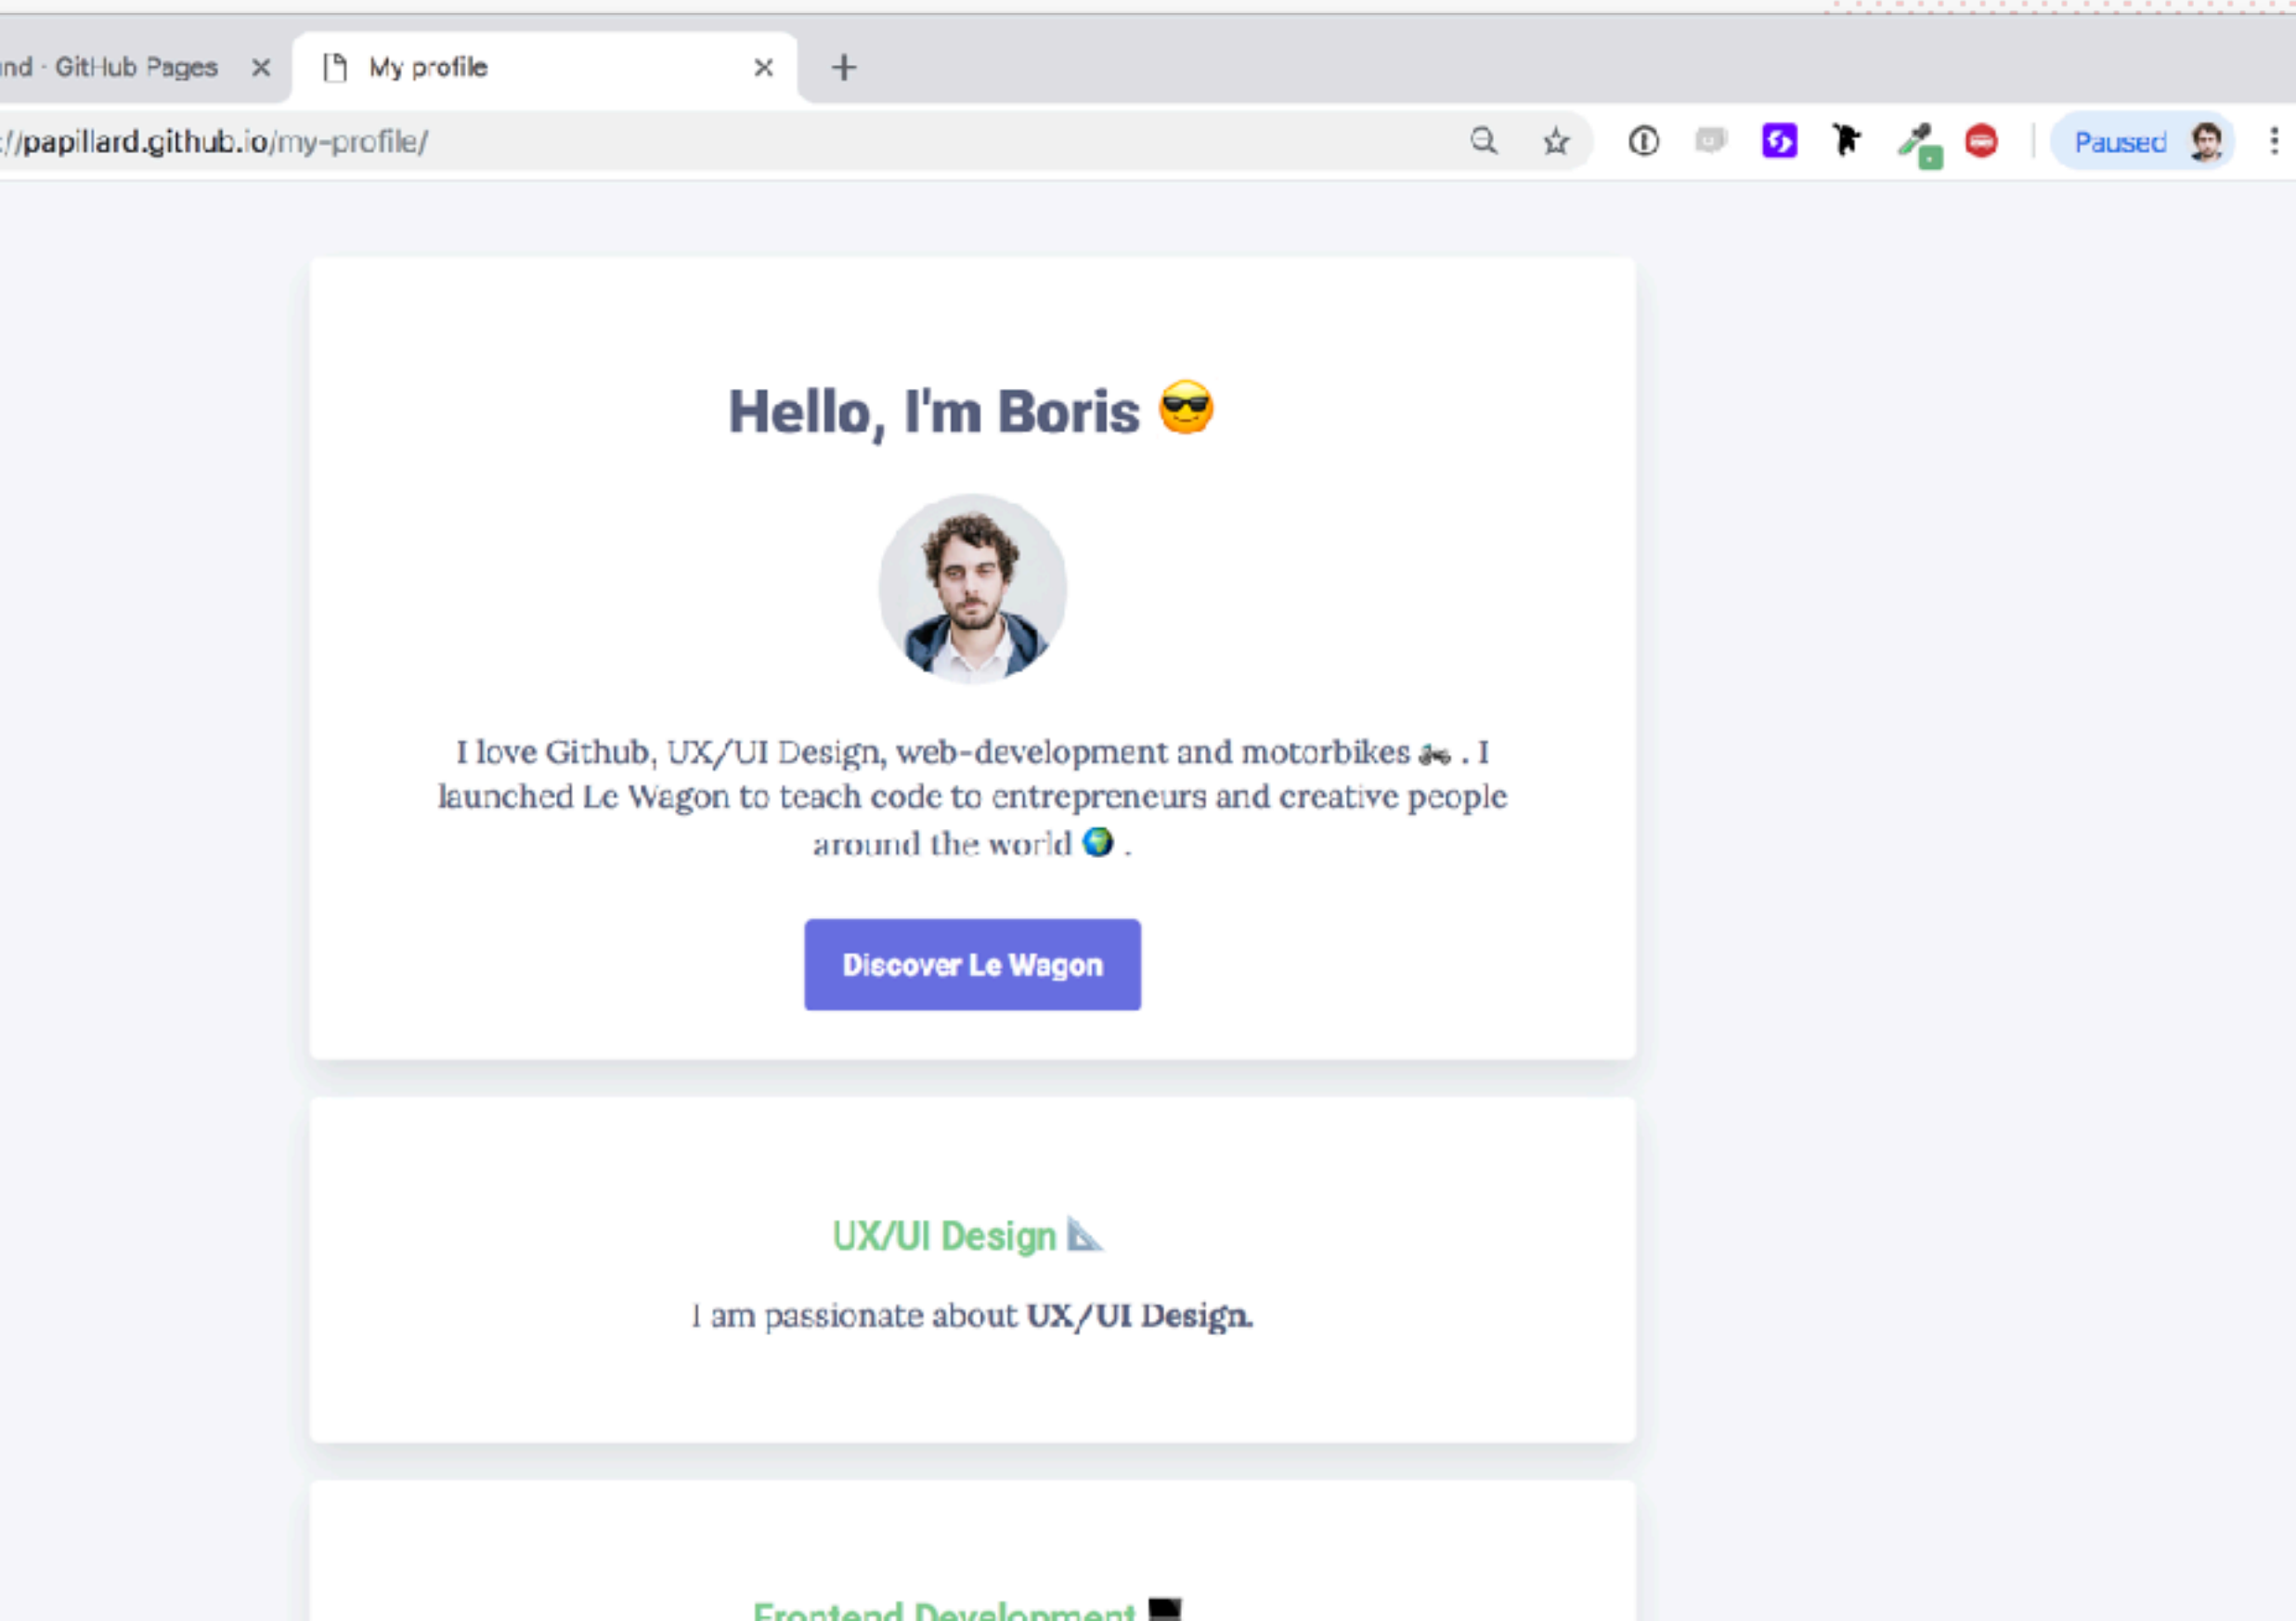 nd · GitHub Pages
My profile
://papillard.github.io/my-profile/
Paused
Hello, I'm Boris 😎
I love Github, UX/UI Design, web-development and motorbikes 🏍 . I
launched Le Wagon to teach code to entrepreneurs and creative people
around the world 🌍 .
Discover Le Wagon
UX/UI Design 📐
I am passionate about UX/UI Design.
Frontend Development